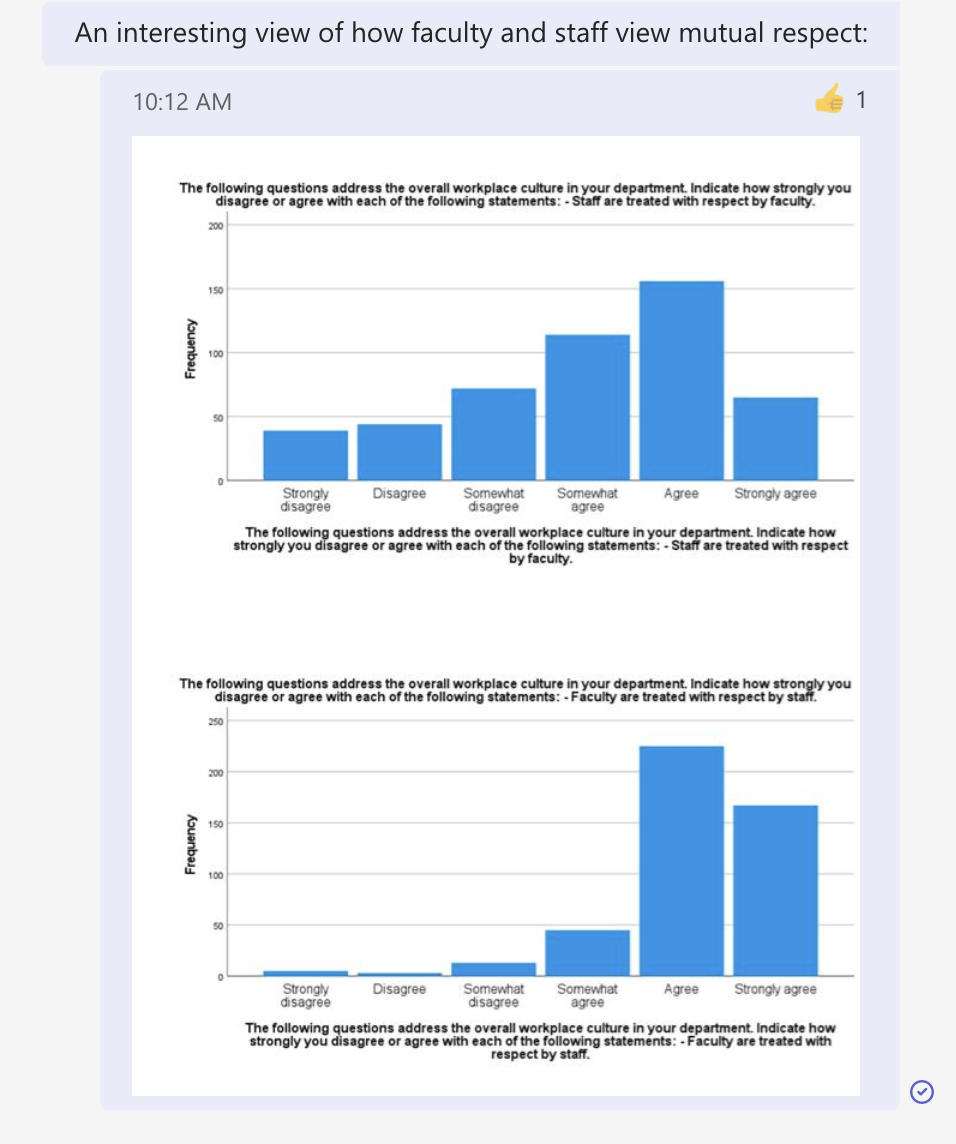 An interesting view of how faculty and staff view mutual respect:
10:12 AM
1
The following questions address the overall workplace culture in your department. Indicate how strongly you
disagree or agree with each of the following statements: - Staff are treated with respect by faculty.
200
150
100
50
0
Frequency
Strongly disagree
Disagree
Somewhat disagree
Somewhat agree
Agree
Strongly agree
The following questions address the overall workplace culture in your department. Indicate how
strongly you disagree or agree with each of the following statements: - Staff are treated with respect
by faculty.
The following questions address the overall workplace culture in your department. Indicate how strongly you
disagree or agree with each of the following statements: - Faculty are treated with respect by staff.
250
200
150
100
50
0
Frequency
Strongly disagree
Disagree
Somewhat disagree
Somewhat agree
Agree
Strongly agree
The following questions address the overall workplace culture in your department. Indicate how
strongly you disagree or agree with each of the following statements: - Faculty are treated with
respect by staff.